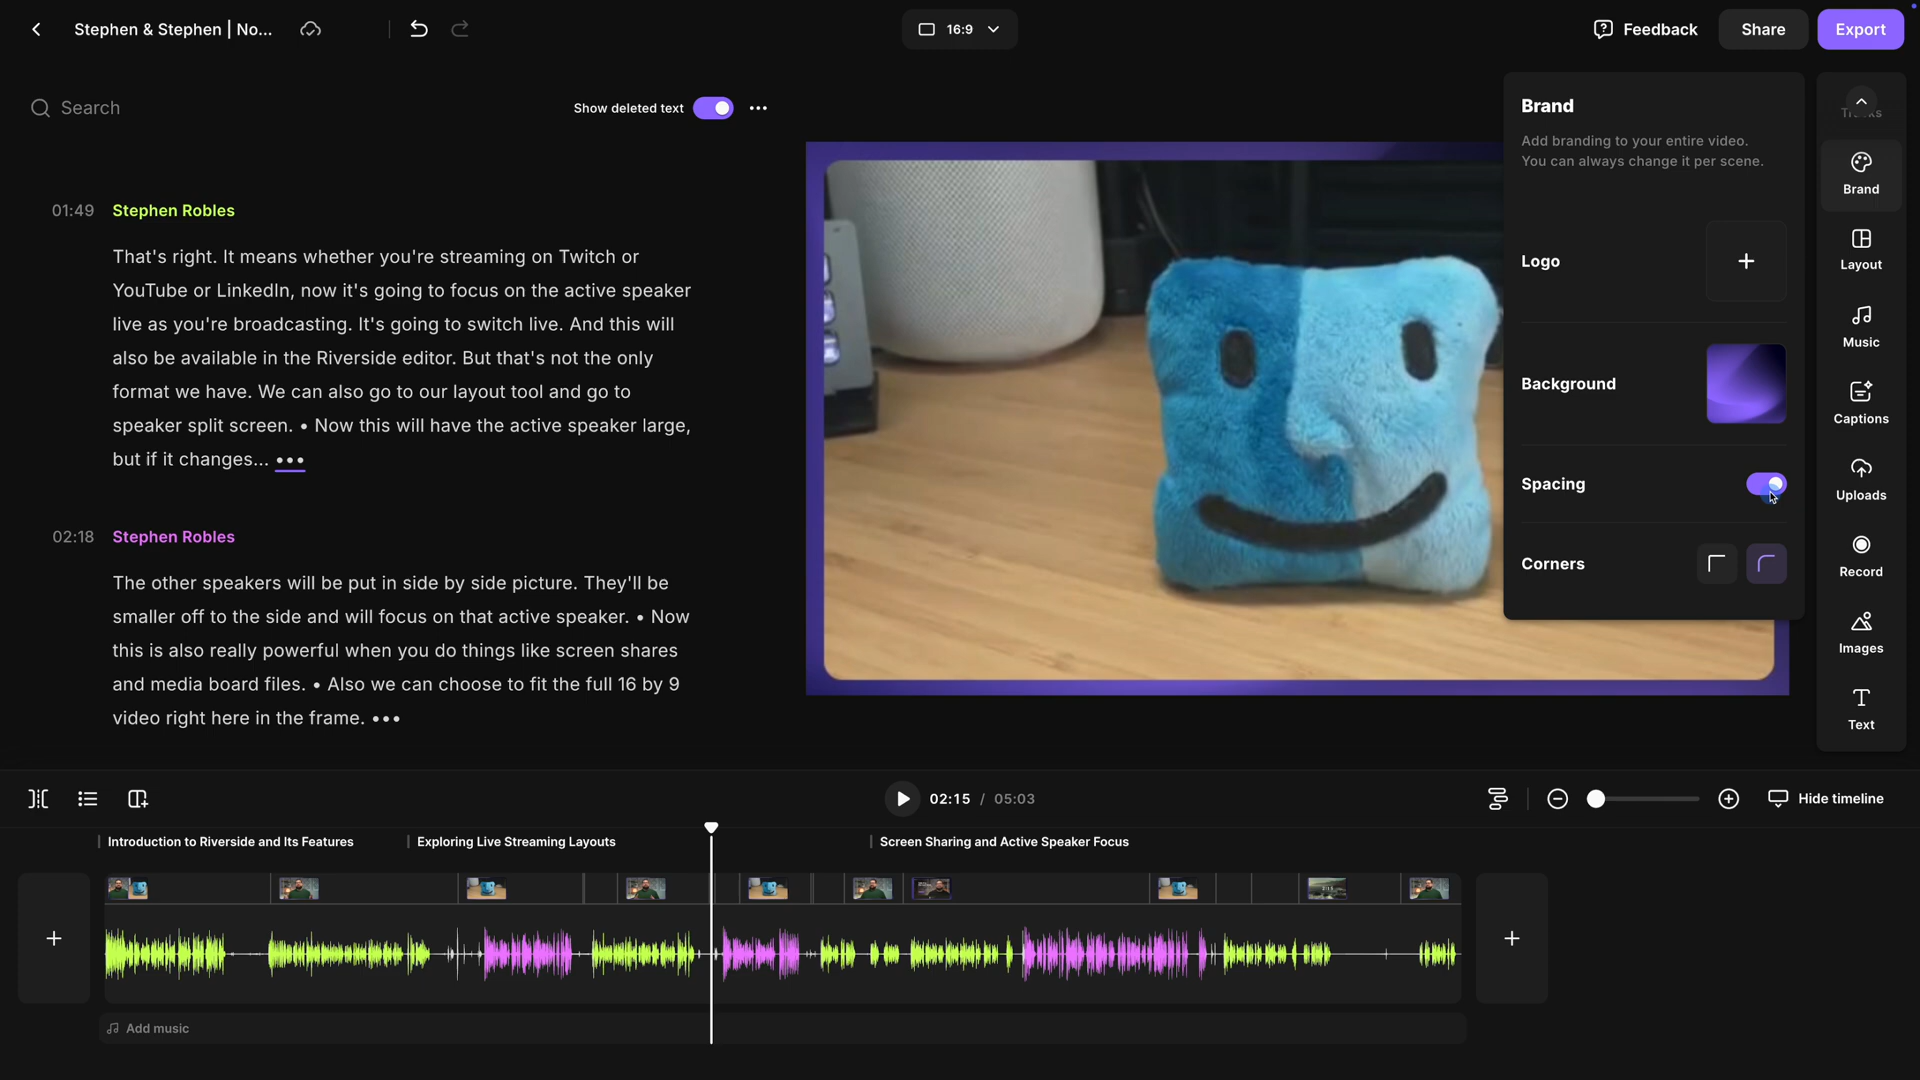 Stephen & Stephen | No...
16:9
Feedback
Share
Export
Search
Show deleted text
01:49 Stephen Robles
That's right. It means whether you're streaming on Twitch or
YouTube or LinkedIn, now it's going to focus on the active speaker
live as you're broadcasting. It's going to switch live. And this will
also be available in the Riverside editor. But that's not the only
format we have. We can also go to our layout tool and go to
speaker split screen. • Now this will have the active speaker large,
but if it changes... •••
02:18 Stephen Robles
The other speakers will be put in side by side picture. They'll be
smaller off to the side and will focus on that active speaker. • Now
this is also really powerful when you do things like screen shares
and media board files. • Also we can choose to fit the full 16 by 9
video right here in the frame. •••
Brand
Add branding to your entire video.
You can always change it per scene.
Logo
Background
Spacing
Corners
Tracks
Brand
Layout
Music
Captions
Uploads
Record
Images
Text
02:15 / 05:03
Hide timeline
Introduction to Riverside and Its Features
Exploring Live Streaming Layouts
Screen Sharing and Active Speaker Focus
Add music